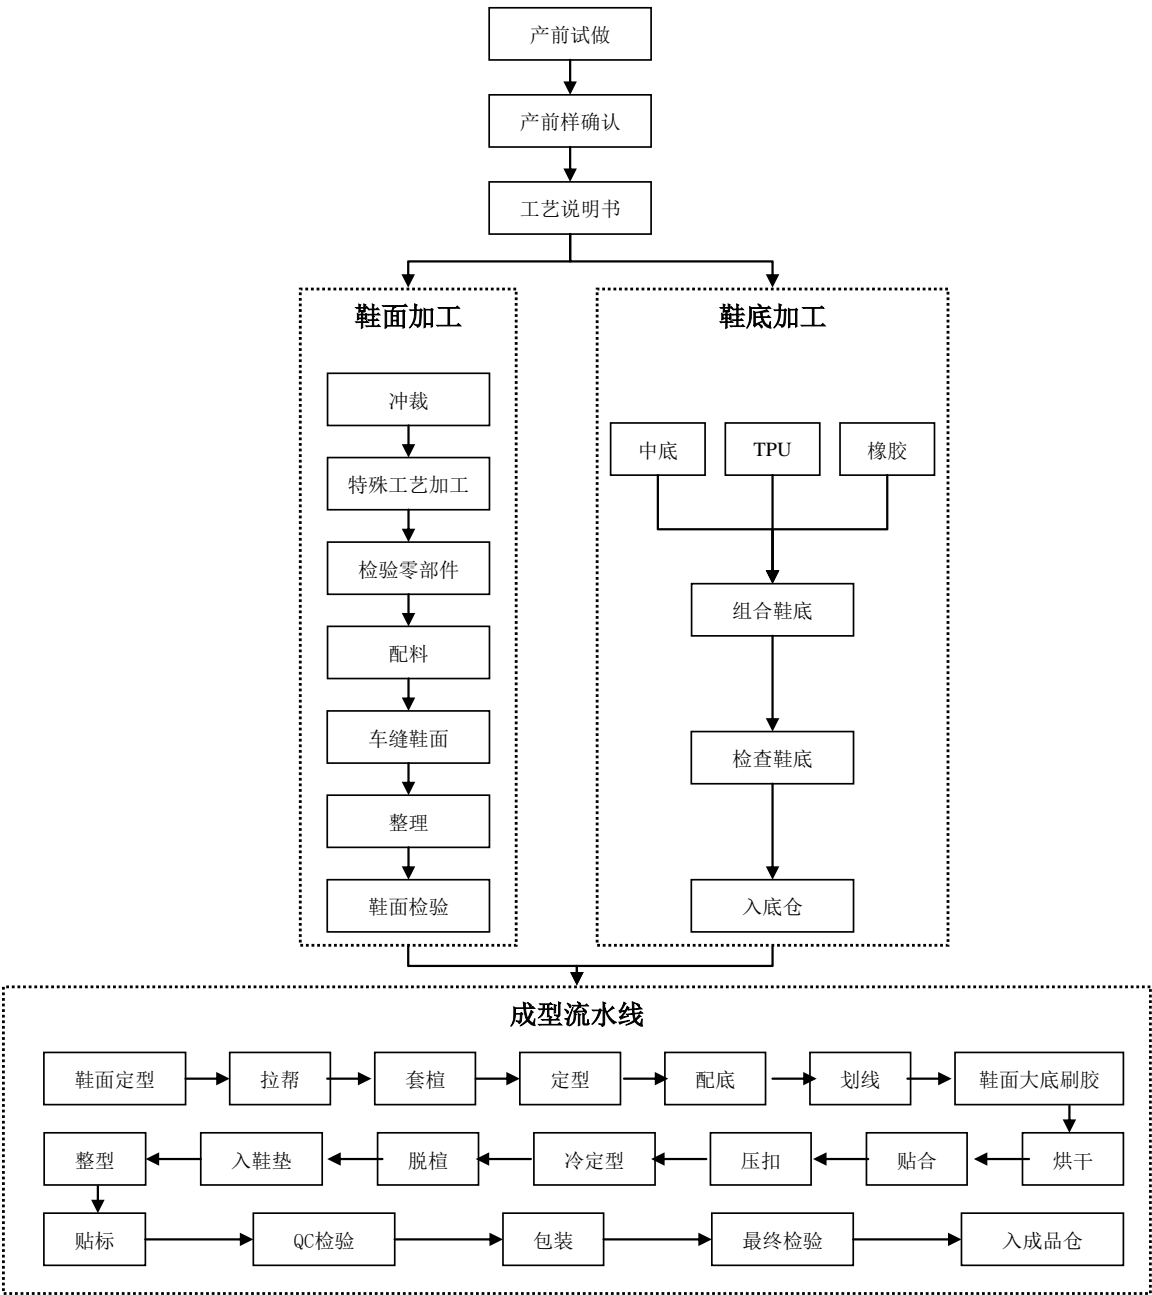 产前试做
产前样确认
工艺说明书
鞋面加工
冲裁
特殊工艺加工
检验零部件
配料
车缝鞋面
整理
鞋面检验
鞋底加工
中底
TPU
橡胶
组合鞋底
检查鞋底
入底仓
成型流水线
鞋面定型
拉帮
套楦
定型
配底
划线
鞋面大底刷胶
烘干
贴合
压扣
冷定型
脱楦
入鞋垫
整型
贴标
QC检验
包装
最终检验
入成品仓